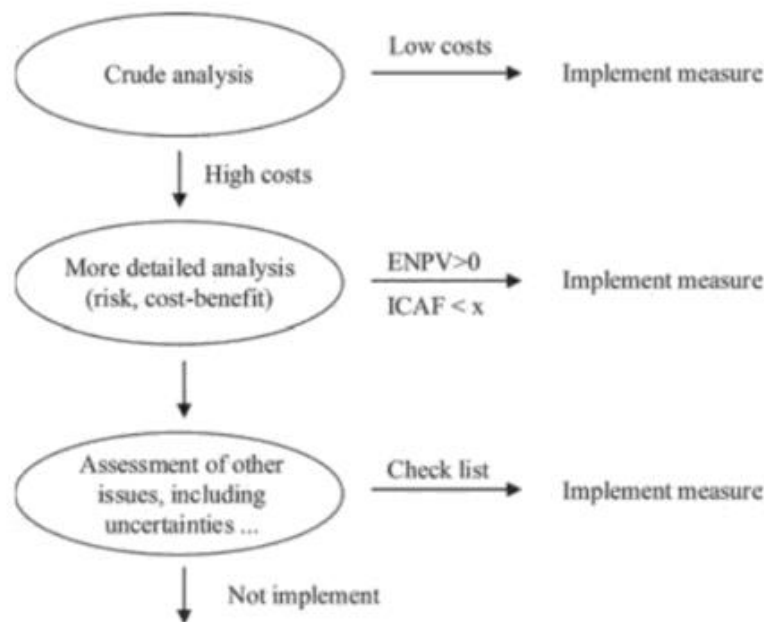 Crude analysis
Low costs
Implement measure
High costs
More detailed analysis
(risk, cost-benefit)
ENPV>0
ICAF < x
Implement measure
Assessment of other
issues, including
uncertainties ...
Check list
Implement measure
Not implement